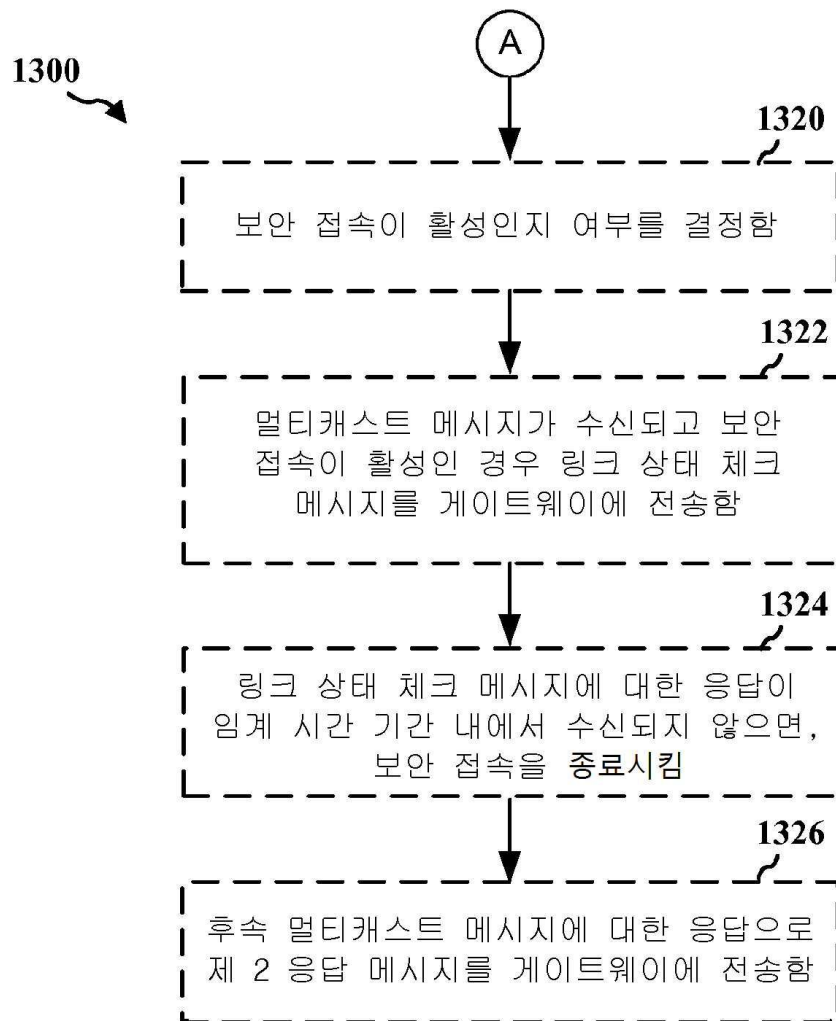 A
1300
1320
보안 접속이 활성인지 여부를 결정함
1322
멀티캐스트 메시지가 수신되고 보안
접속이 활성인 경우 링크 상태 체크
메시지를 게이트웨이에 전송함
1324
링크 상태 체크 메시지에 대한 응답이
임계 시간 기간 내에서 수신되지 않으면,
보안 접속을 종료시킴
1326
후속 멀티캐스트 메시지에 대한 응답으로
제 2 응답 메시지를 게이트웨이에 전송함